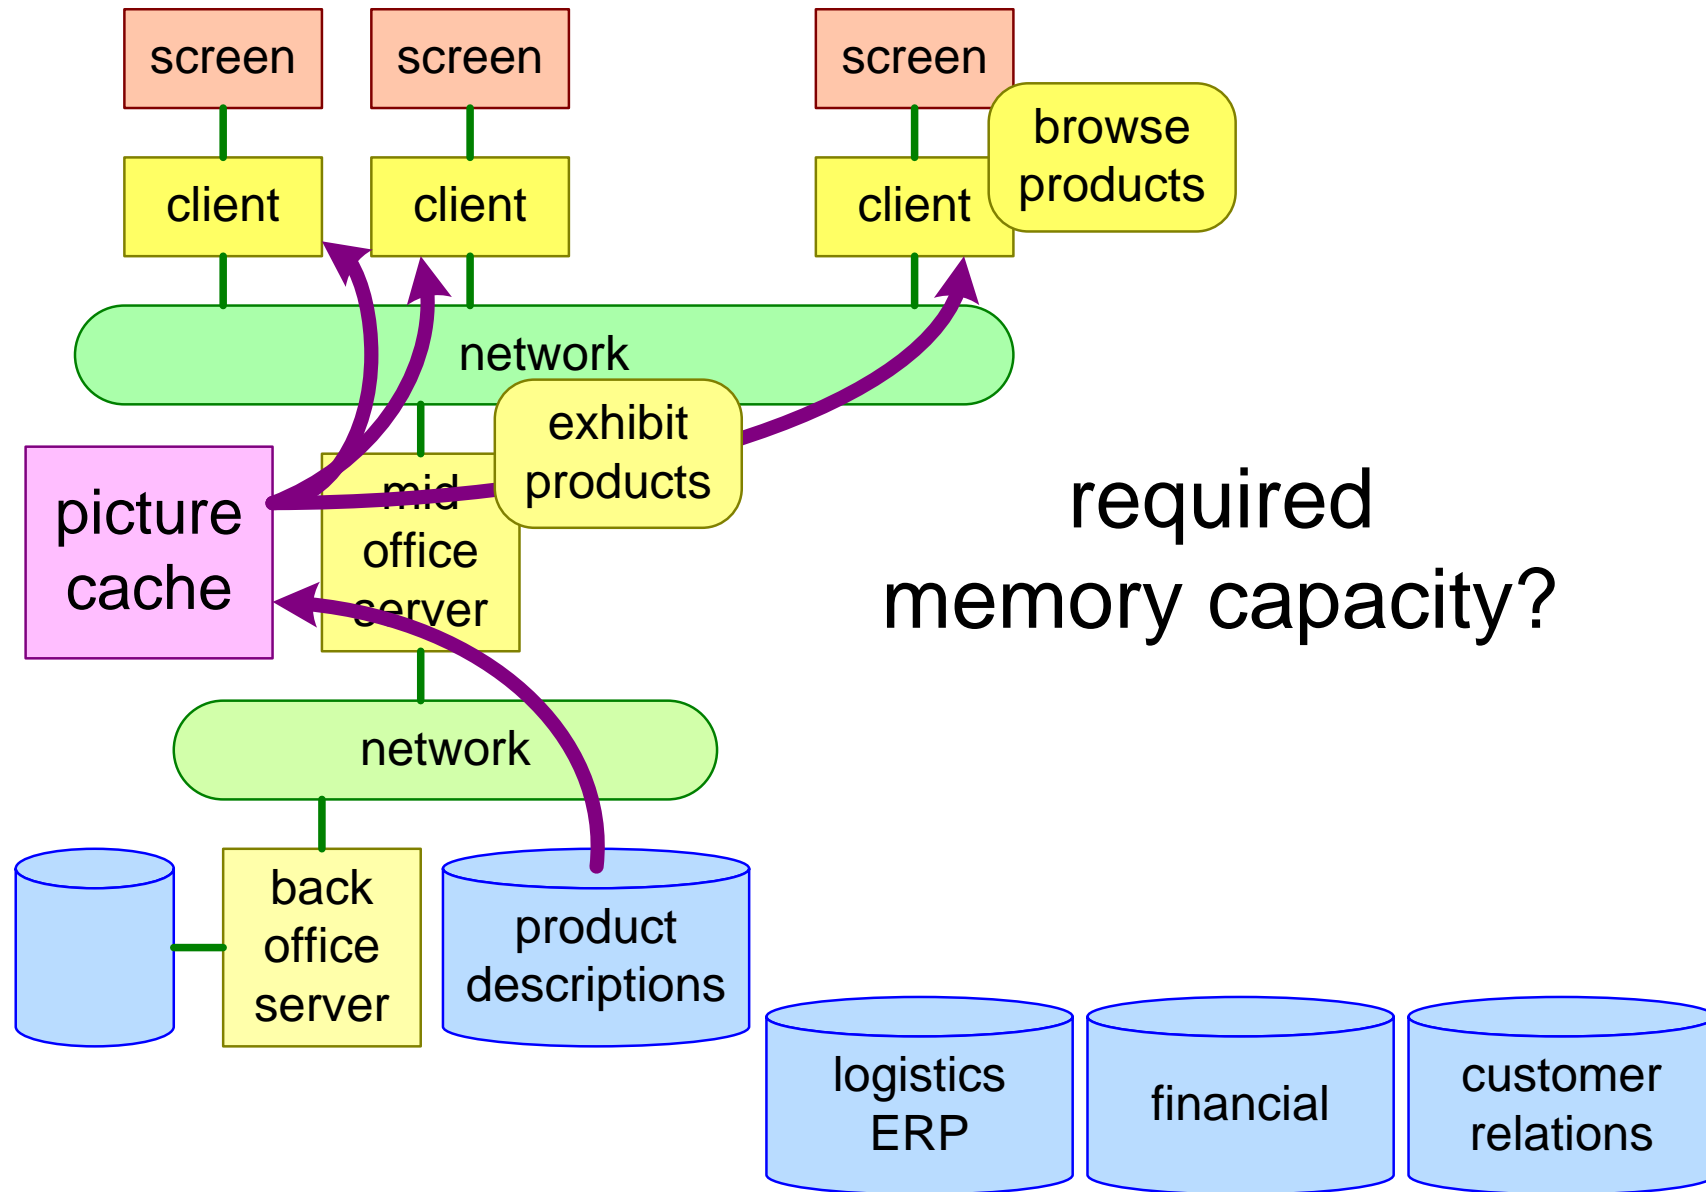 screen
screen
screen
browse
products
client
client
client
network
exhibit
products
picture
cache
mid
office
server
required
memory capacity?
network
back
office
server
product
descriptions
logistics
ERP
financial
customer
relations